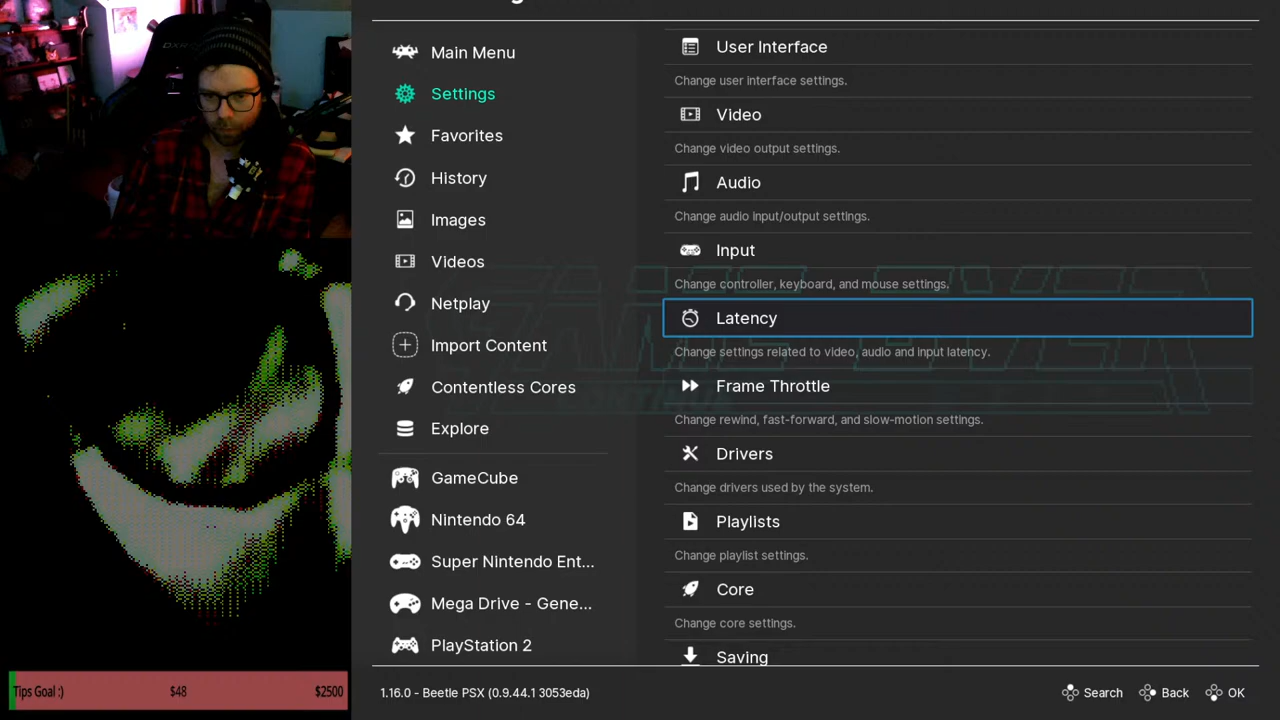 Main Menu
Settings
Favorites
History
Images
Videos
Netplay
Import Content
Contentless Cores
Explore
GameCube
Nintendo 64
Super Nintendo Ent...
Mega Drive - Gene...
PlayStation 2
User Interface
Change user interface settings.
Video
Change video output settings.
Audio
Change audio input/output settings.
Input
Change controller, keyboard, and mouse settings.
Latency
Change settings related to video, audio and input latency.
Frame Throttle
Change rewind, fast-forward, and slow-motion settings.
Drivers
Change drivers used by the system.
Playlists
Change playlist settings.
Core
Change core settings.
Saving
Tips Goal :) $48 $2500
1.16.0 - Beetle PSX (0.9.44.1 3053eda)
Search Back OK